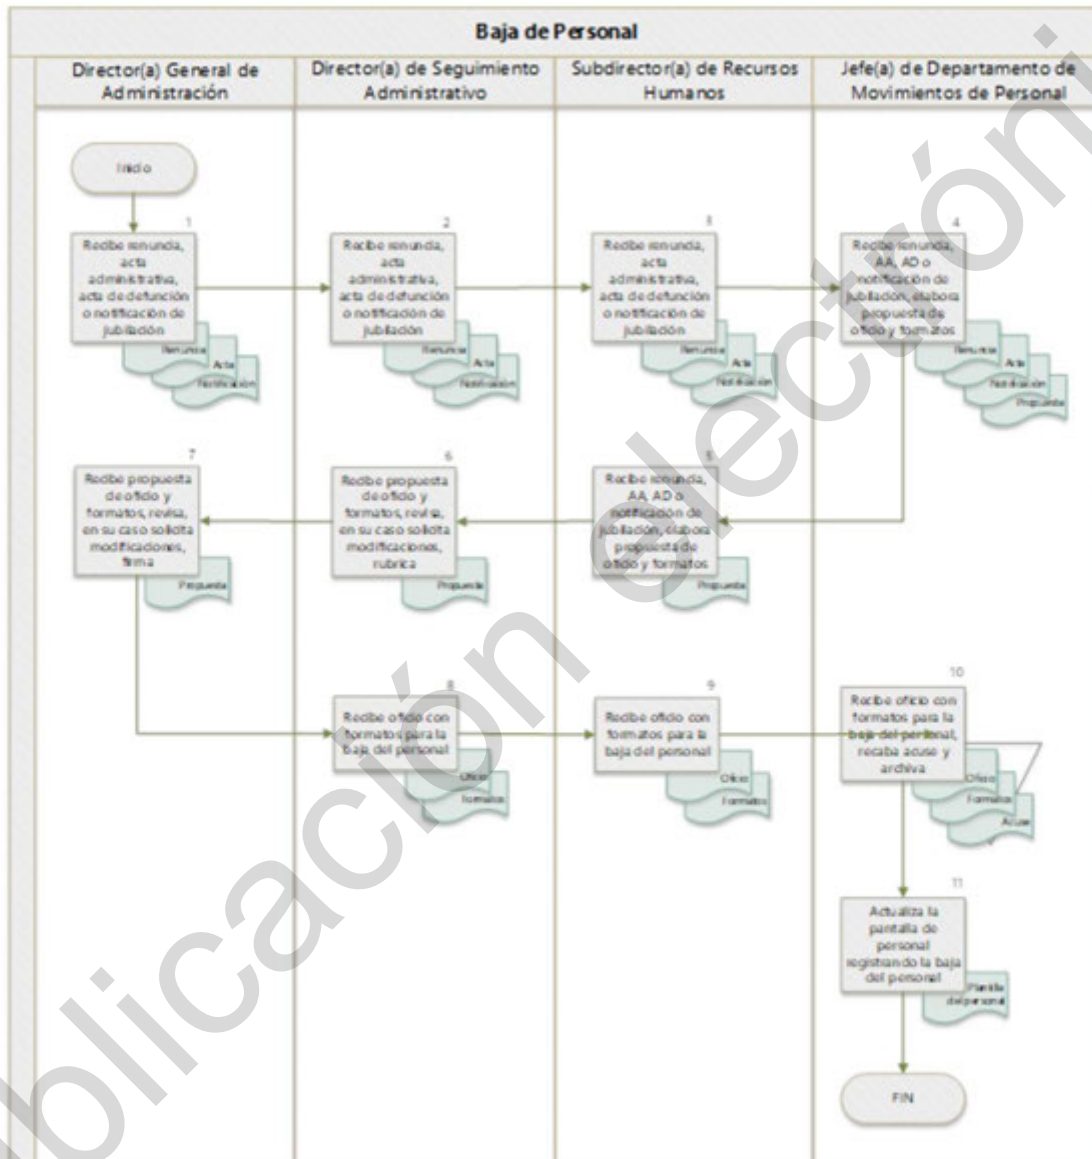 Baja de Personal
Director(a) General de
Administración
Director(a) de Seguimiento
Administrativo
Subdirector(a) de Recursos
Humanos
Jefe(a) de Departamento de
Movimientos de Personal
Inicio
1
Recibe renuncia,
acta
administrativa,
acta de defunción
o notificación de
jubilación
Renuncia
Acta
Notificación
2
Recibe renuncia,
acta
administrativa,
acta de defunción
o notificación de
jubilación
Renuncia
Acta
Notificación
3
Recibe renuncia,
acta
administrativa,
acta de defunción
o notificación de
jubilación
Renuncia
Acta
Notificación
4
Recibe renuncia,
AA, AD o
notificación de
jubilación, elabora
propuesta de
oficio y formatos
Renuncia
Acta
Notificación
Propuesta
7
Recibe propuesta
de oficio y
formatos, revisa,
en su caso solicita
modificaciones,
firma
Propuesta
6
Recibe propuesta
de oficio y
formatos, revisa,
en su caso solicita
modificaciones,
rubrica
Propuesta
5
Recibe renuncia,
AA, AD o
notificación de
jubilación, elabora
propuesta de
oficio y formatos
Propuesta
8
Recibe oficio con
formatos para la
baja del personal
Oficio
Formatos
9
Recibe oficio con
formatos para la
baja del personal
Oficio
Formatos
10
Recibe oficio con
formatos para la
baja del personal,
recaba acuse y
archiva
Oficio
Formatos
Acuse
11
Actualiza la
pantalla de
personal
registrando la baja
del personal
Plantilla
del personal
FIN
blicación electróni